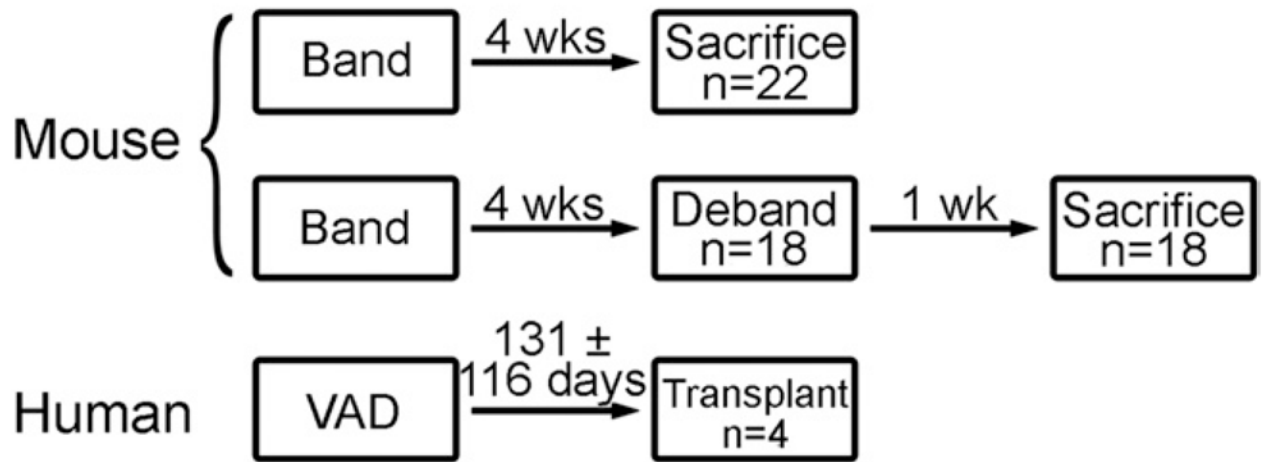 Mouse
Band
4 wks
Sacrifice
n=22
Band
4 wks
Deband
n=18
1 wk
Sacrifice
n=18
Human
VAD
131 ±
116 days
Transplant
n=4